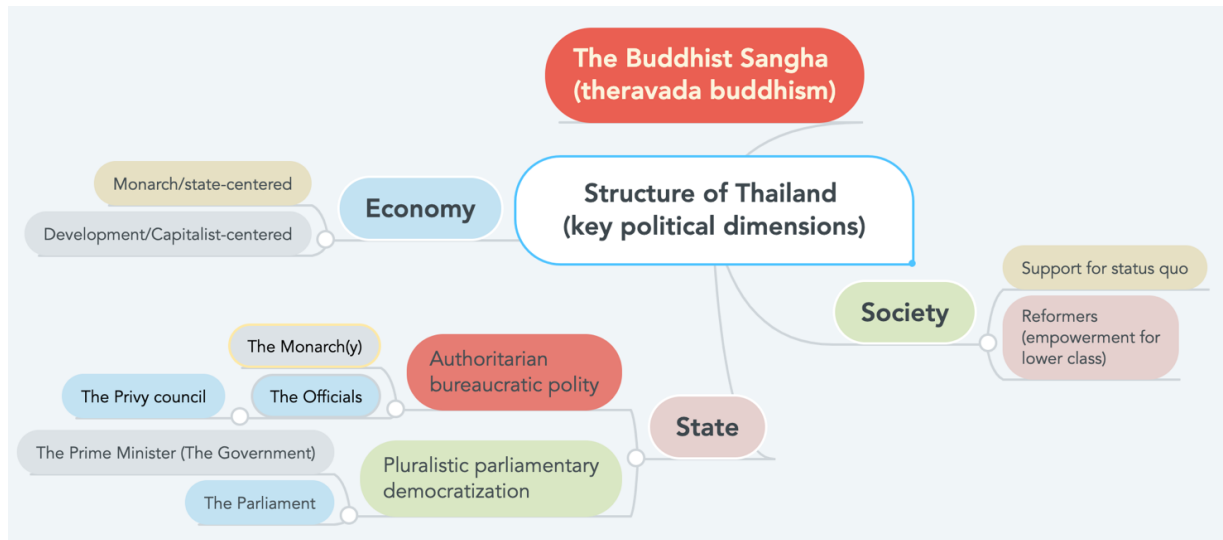 The Buddhist Sangha
(theravada buddhism)
Structure of Thailand
(key political dimensions)
Economy
Monarch/state-centered
Development/Capitalist-centered
Society
Support for status quo
Reformers
(empowerment for
lower class)
State
Authoritarian
bureaucratic polity
The Monarch(y)
The Officials
The Privy council
Pluralistic parliamentary
democratization
The Prime Minister (The Government)
The Parliament